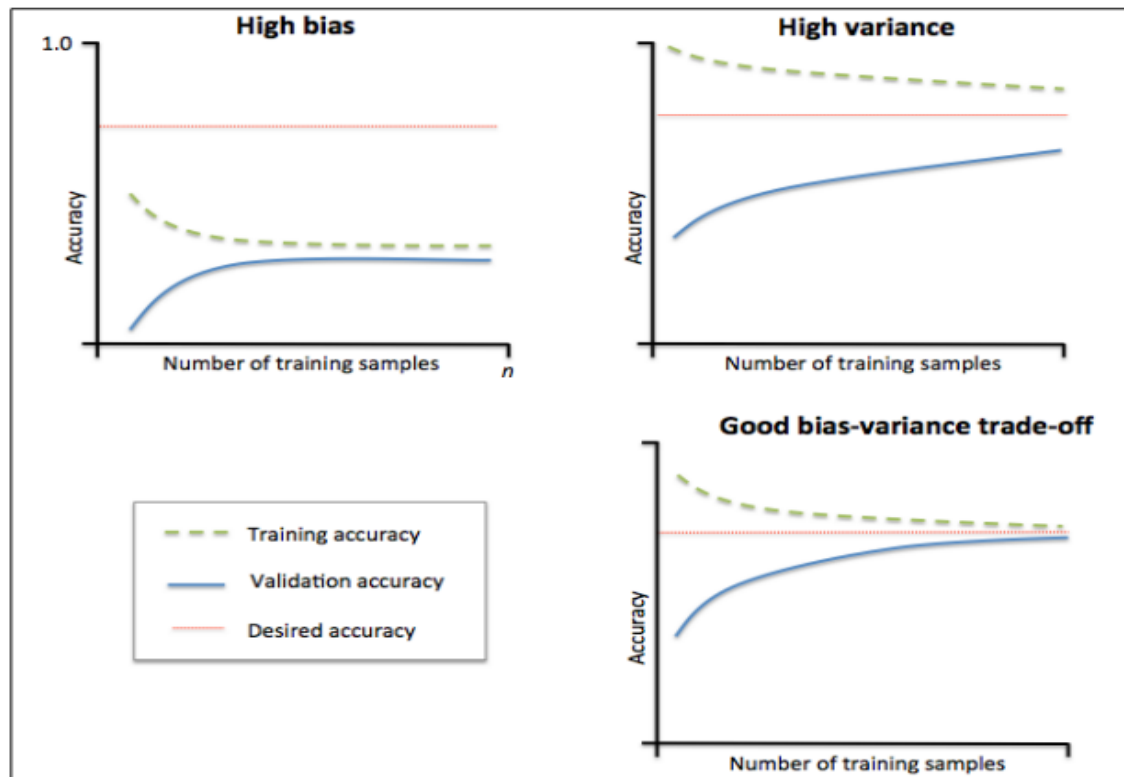 High bias
1.0
Accuracy
Number of training samples
n
High variance
Accuracy
Number of training samples
Good bias-variance trade-off
Accuracy
Number of training samples
Training accuracy
Validation accuracy
Desired accuracy